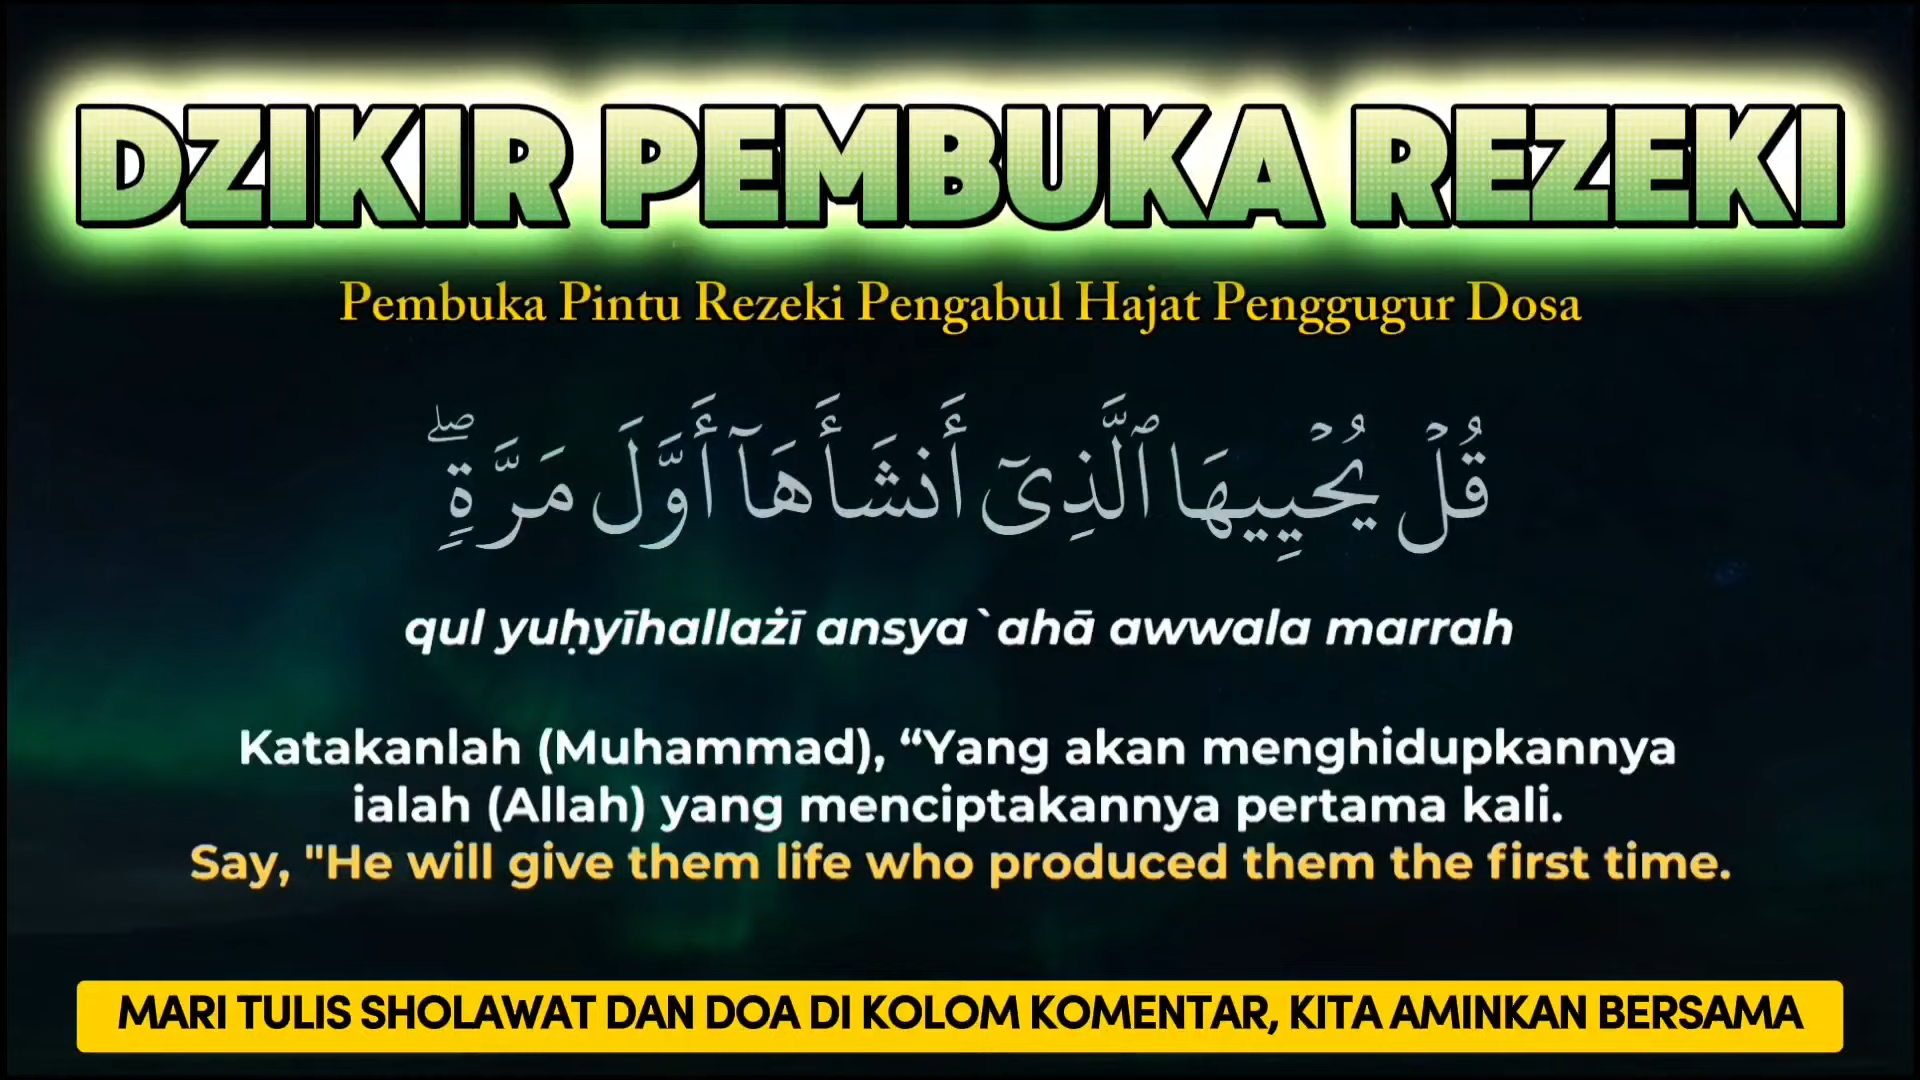 DZIKIR PEMBUKA REZEKI
Pembuka Pintu Rezeki Pengabul Hajat Penggugur Dosa
قُلْ يُحْيِيهَا ٱلَّذِىٓ أَنشَأَهَآ أَوَّلَ مَرَّةٍۖ
qul yuḥyīhallażī ansya`ahā awwala marrah
Katakanlah (Muhammad), “Yang akan menghidupkannya
ialah (Allah) yang menciptakannya pertama kali.
Say, "He will give them life who produced them the first time.
MARI TULIS SHOLAWAT DAN DOA DI KOLOM KOMENTAR, KITA AMINKAN BERSAMA